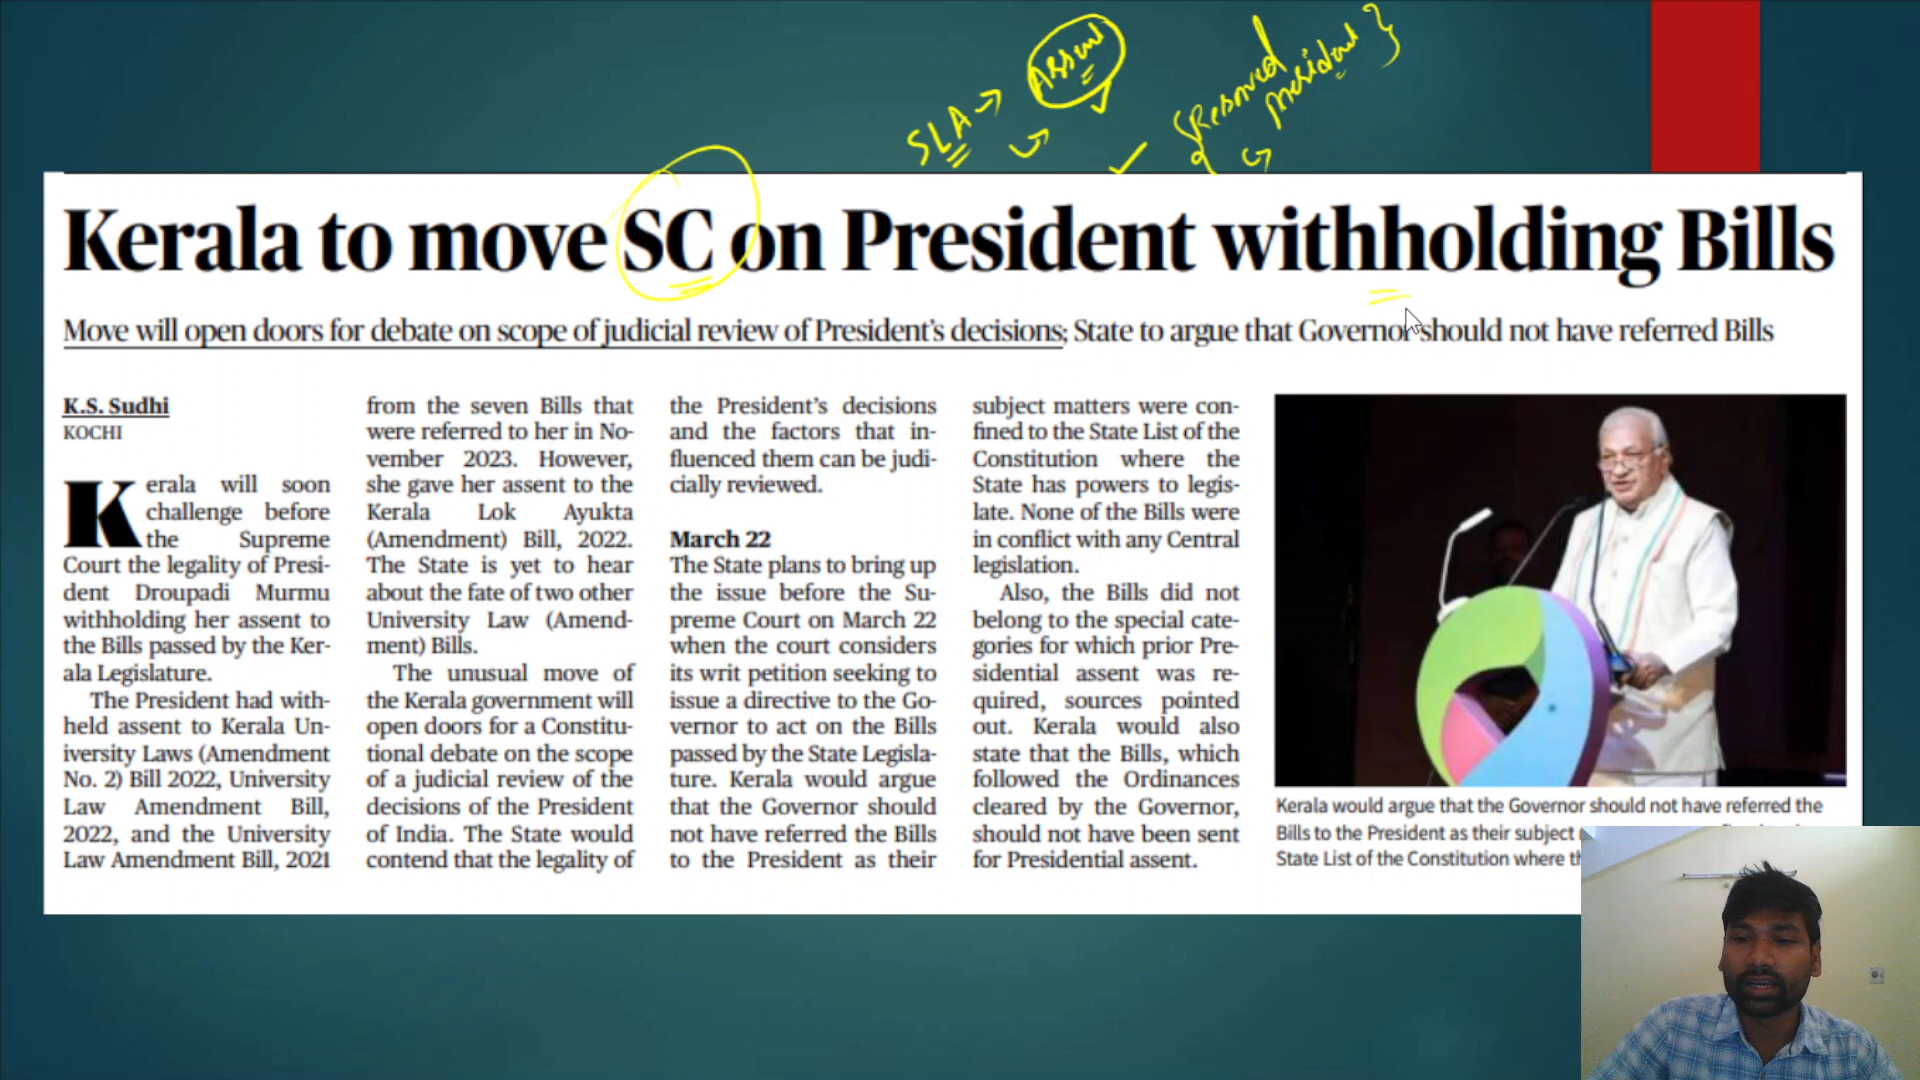 SLA → Assent
Reserved
President
Kerala to move SC on President withholding Bills
Move will open doors for debate on scope of judicial review of President's decisions; State to argue that Governor should not have referred Bills
K.S. Sudhi
KOCHI
Kerala will soon
challenge before
the Supreme
Court the legality of Presi-
dent Droupadi Murmu
withholding her assent to
the Bills passed by the Ker-
ala Legislature.
The President had with-
held assent to Kerala Un-
iversity Laws (Amendment
No. 2) Bill 2022, University
Law Amendment Bill,
2022, and the University
Law Amendment Bill, 2021
from the seven Bills that
were referred to her in No-
vember 2023. However,
she gave her assent to the
Kerala Lok Ayukta
(Amendment) Bill, 2022.
The State is yet to hear
about the fate of two other
University Law (Amend-
ment) Bills.
The unusual move of
the Kerala government will
open doors for a Constitu-
tional debate on the scope
of a judicial review of the
decisions of the President
of India. The State would
contend that the legality of
the President's decisions
and the factors that in-
fluenced them can be judi-
cially reviewed.
March 22
The State plans to bring up
the issue before the Su-
preme Court on March 22
when the court considers
its writ petition seeking to
issue a directive to the Go-
vernor to act on the Bills
passed by the State Legisla-
ture. Kerala would argue
that the Governor should
not have referred the Bills
to the President as their
subject matters were con-
fined to the State List of the
Constitution where the
State has powers to legis-
late. None of the Bills were
in conflict with any Central
legislation.
Also, the Bills did not
belong to the special cate-
gories for which prior Pre-
sidential assent was re-
quired, sources pointed
out. Kerala would also
state that the Bills, which
followed the Ordinances
cleared by the Governor,
should not have been sent
for Presidential assent.
Kerala would argue that the Governor should not have referred the
Bills to the President as their subject
State List of the Constitution where